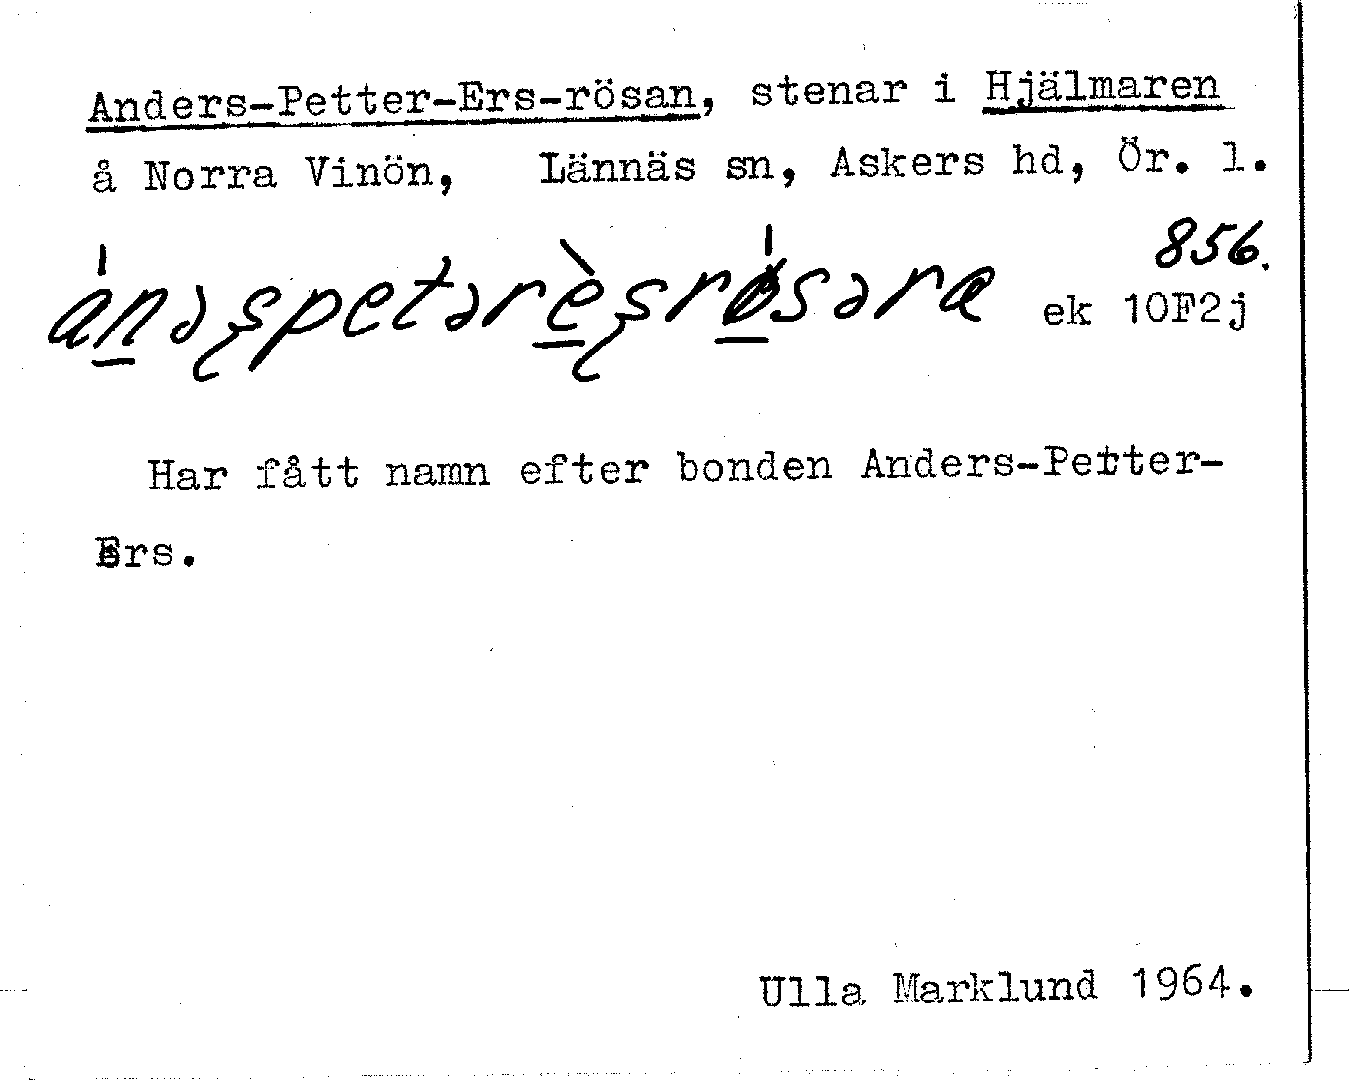 Anders-Petter-Ers-rösan, stenar i Hjälmaren
å Norra Vinön, Lännäs sn, Askers hd, Ör. l.
856.
ek 10F2j
Har fått namn efter bonden Anders-Petter-
Ers.
Ulla Marklund 1964.